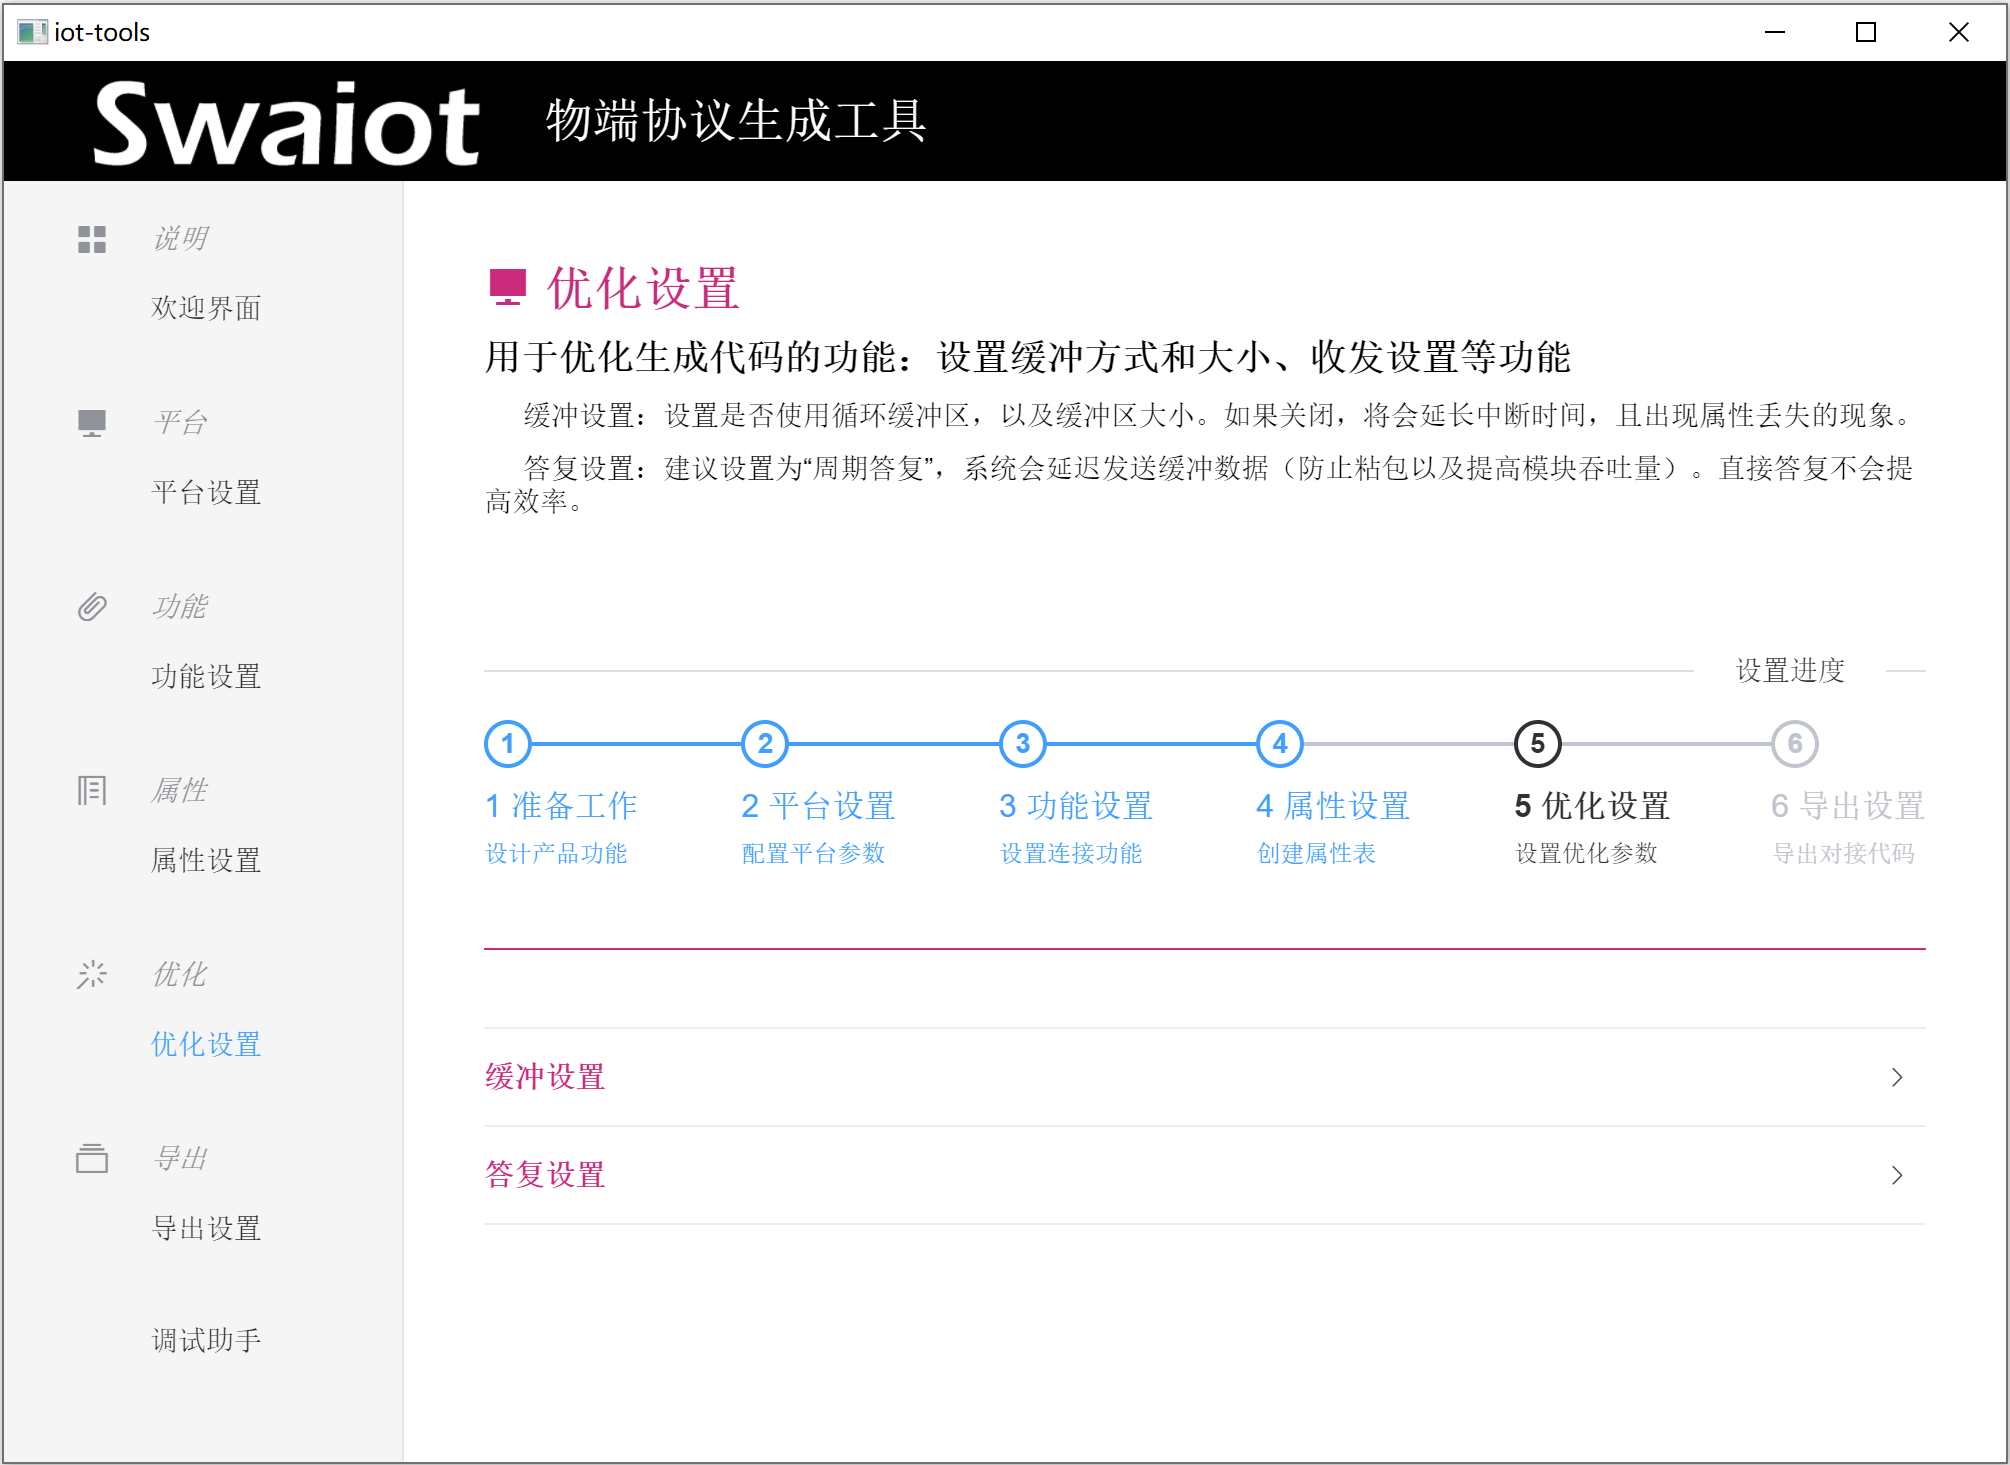 iot-tools
Swaiot
物端协议生成工具
说明
欢迎界面
平台
平台设置
功能
功能设置
属性
属性设置
优化
优化设置
导出
导出设置
调试助手
优化设置
用于优化生成代码的功能：设置缓冲方式和大小、收发设置等功能
缓冲设置：设置是否使用循环缓冲区，以及缓冲区大小。如果关闭，将会延长中断时间，且出现属性丢失的现象。
答复设置：建议设置为“周期答复”，系统会延迟发送缓冲数据（防止粘包以及提高模块吞吐量）。直接答复不会提
高效率。
设置进度
1 2 3 4 5 6
1 准备工作 2 平台设置 3 功能设置 4 属性设置 5 优化设置 6 导出设置
设计产品功能 配置平台参数 设置连接功能 创建属性表 设置优化参数 导出对接代码
缓冲设置
答复设置